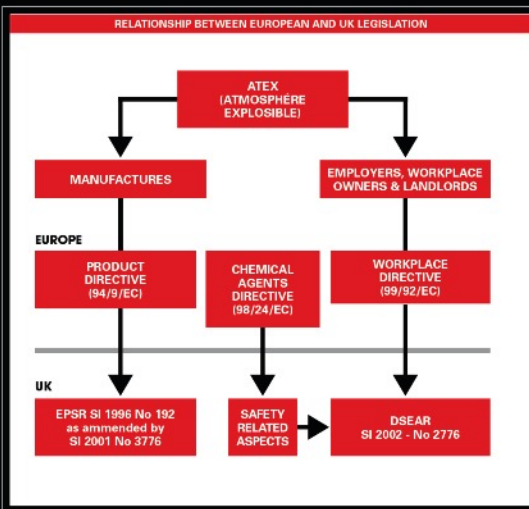 RELATIONSHIP BETWEEN EUROPEAN AND UK LEGISLATION
ATEX
(ATMOSPHÉRE
EXPLOSIBLE)
MANUFACTURES
EMPLOYERS, WORKPLACE
OWNERS & LANDLORDS
EUROPE
PRODUCT
DIRECTIVE
(94/9/EC)
CHEMICAL
AGENTS
DIRECTIVE
(98/24/EC)
WORKPLACE
DIRECTIVE
(99/92/EC)
UK
EPSR SI 1996 No 192
as ammended by
SI 2001 No 3776
SAFETY
RELATED
ASPECTS
DSEAR
SI 2002 - No 2776